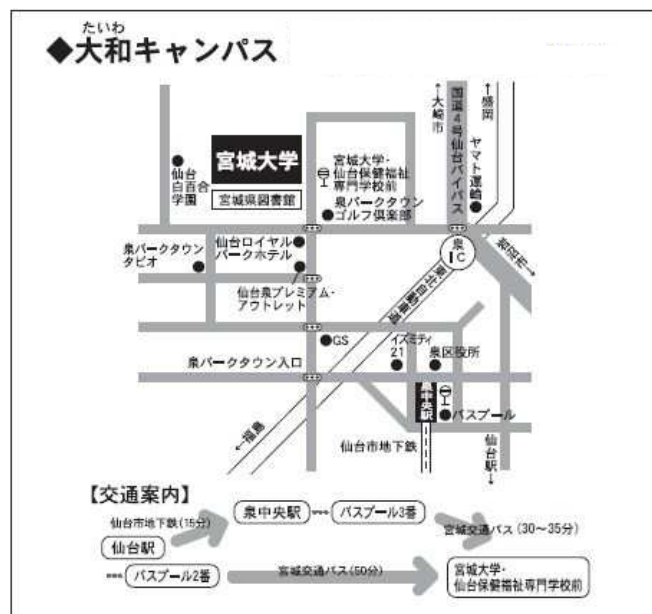 たいわ
◆大和キャンパス
↑大崎市
国道4号仙台バイパス
↑盛岡
ヤマト運輸
宮城大学
宮城県図書館
仙台
白百合
学園
宮城大学・
仙台保健福祉
専門学校前
泉パークタウン
ゴルフ倶楽部
泉パークタウン
タピオ
仙台ロイヤル
パークホテル
泉
IC
岩沼市→
東北自動車道
仙台泉プレミアム・
アウトレット
GS
イズミティ
21
泉区役所
泉パークタウン入口
泉中央駅
バスプール
仙台市地下鉄
仙台駅→
【交通案内】
仙台市地下鉄(15分)
泉中央駅
バスプール3番
宮城交通バス(30～35分)
仙台駅
バスプール2番
宮城交通バス(50分)
宮城大学・
仙台保健福祉専門学校前